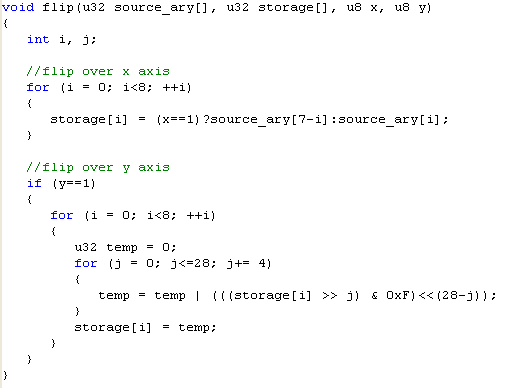 void flip(u32 source_ary[], u32 storage[], u8 x, u8 y)
{
int i, j;
//flip over x axis
for (i = 0; i<8; ++i)
{
storage[i] = (x==1)?source_ary[7-i]:source_ary[i];
}
//flip over y axis
if (y==1)
{
for (i = 0; i<8; ++i)
{
u32 temp = 0;
for (j = 0; j<=28; j+= 4)
{
temp = temp | (((storage[i] >> j) & 0xF)<<(28-j));
}
storage[i] = temp;
}
}
}